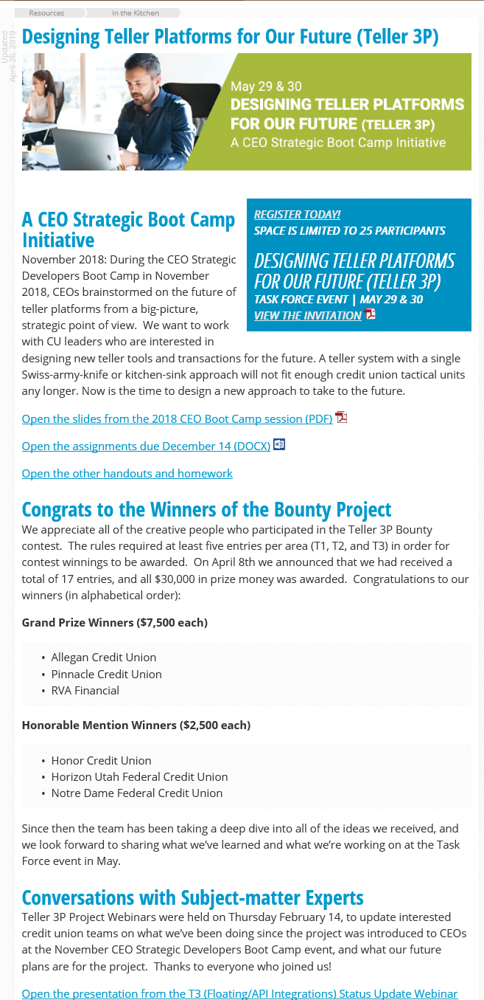 Resources
In the Kitchen
Updated
April 26, 2019
Designing Teller Platforms for Our Future (Teller 3P)
May 29 & 30
DESIGNING TELLER PLATFORMS
FOR OUR FUTURE (TELLER 3P)
A CEO Strategic Boot Camp Initiative
REGISTER TODAY!
SPACE IS LIMITED TO 25 PARTICIPANTS
DESIGNING TELLER PLATFORMS
FOR OUR FUTURE (TELLER 3P)
TASK FORCE EVENT | MAY 29 & 30
VIEW THE INVITATION
A CEO Strategic Boot Camp
Initiative
November 2018: During the CEO Strategic
Developers Boot Camp in November
2018, CEOs brainstormed on the future of
teller platforms from a big-picture,
strategic point of view.  We want to work
with CU leaders who are interested in
designing new teller tools and transactions for the future. A teller system with a single
Swiss-army-knife or kitchen-sink approach will not fit enough credit union tactical units
any longer. Now is the time to design a new approach to take to the future.
Open the slides from the 2018 CEO Boot Camp session (PDF)
Open the assignments due December 14 (DOCX)
Open the other handouts and homework
Congrats to the Winners of the Bounty Project
We appreciate all of the creative people who participated in the Teller 3P Bounty
contest.  The rules required at least five entries per area (T1, T2, and T3) in order for
contest winnings to be awarded.  On April 8th we announced that we had received a
total of 17 entries, and all $30,000 in prize money was awarded.  Congratulations to our
winners (in alphabetical order):
Grand Prize Winners ($7,500 each)
• Allegan Credit Union
• Pinnacle Credit Union
• RVA Financial
Honorable Mention Winners ($2,500 each)
• Honor Credit Union
• Horizon Utah Federal Credit Union
• Notre Dame Federal Credit Union
Since then the team has been taking a deep dive into all of the ideas we received, and
we look forward to sharing what we've learned and what we're working on at the Task
Force event in May.
Conversations with Subject-matter Experts
Teller 3P Project Webinars were held on Thursday February 14, to update interested
credit union teams on what we've been doing since the project was introduced to CEOs
at the November CEO Strategic Developers Boot Camp event, and what our future
plans are for the project.  Thanks to everyone who joined us!
Open the presentation from the T3 (Floating/API Integrations) Status Update Webinar